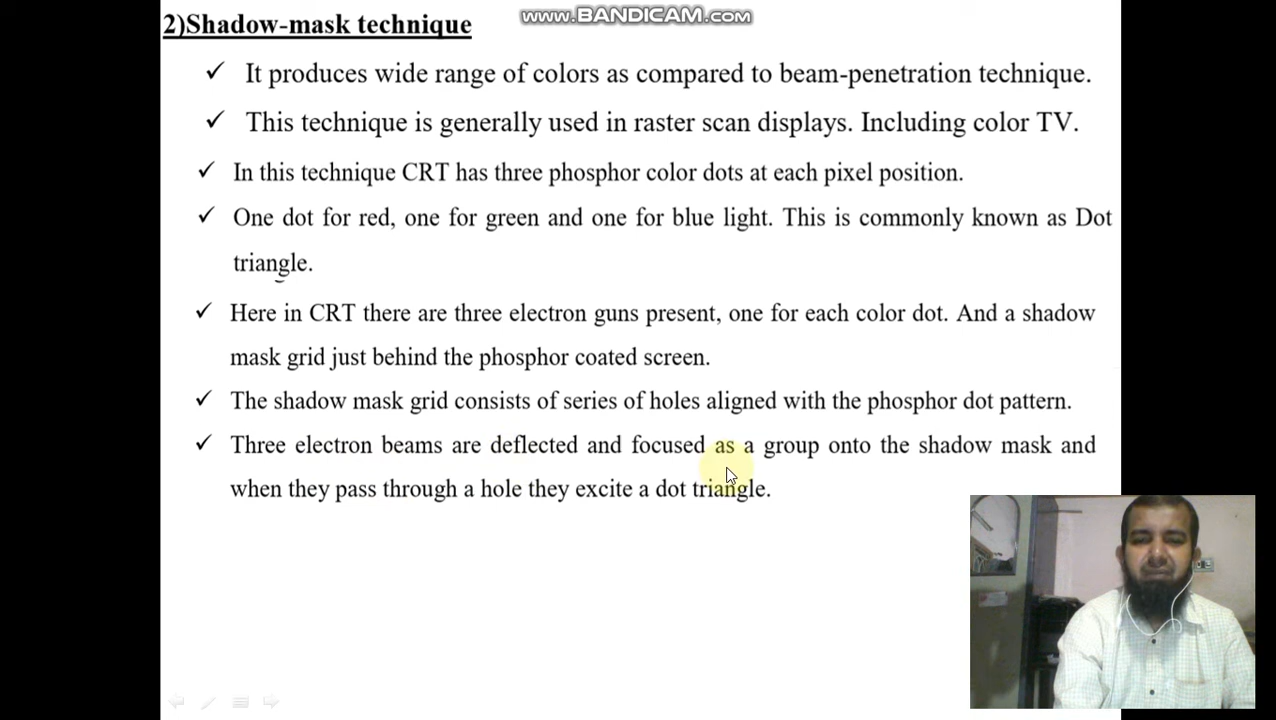 www.BANDICAM.com
2)Shadow-mask technique
✓ It produces wide range of colors as compared to beam-penetration technique.
✓ This technique is generally used in raster scan displays. Including color TV.
✓ In this technique CRT has three phosphor color dots at each pixel position.
✓ One dot for red, one for green and one for blue light. This is commonly known as Dot
triangle.
✓ Here in CRT there are three electron guns present, one for each color dot. And a shadow
mask grid just behind the phosphor coated screen.
✓ The shadow mask grid consists of series of holes aligned with the phosphor dot pattern.
✓ Three electron beams are deflected and focused as a group onto the shadow mask and
when they pass through a hole they excite a dot triangle.